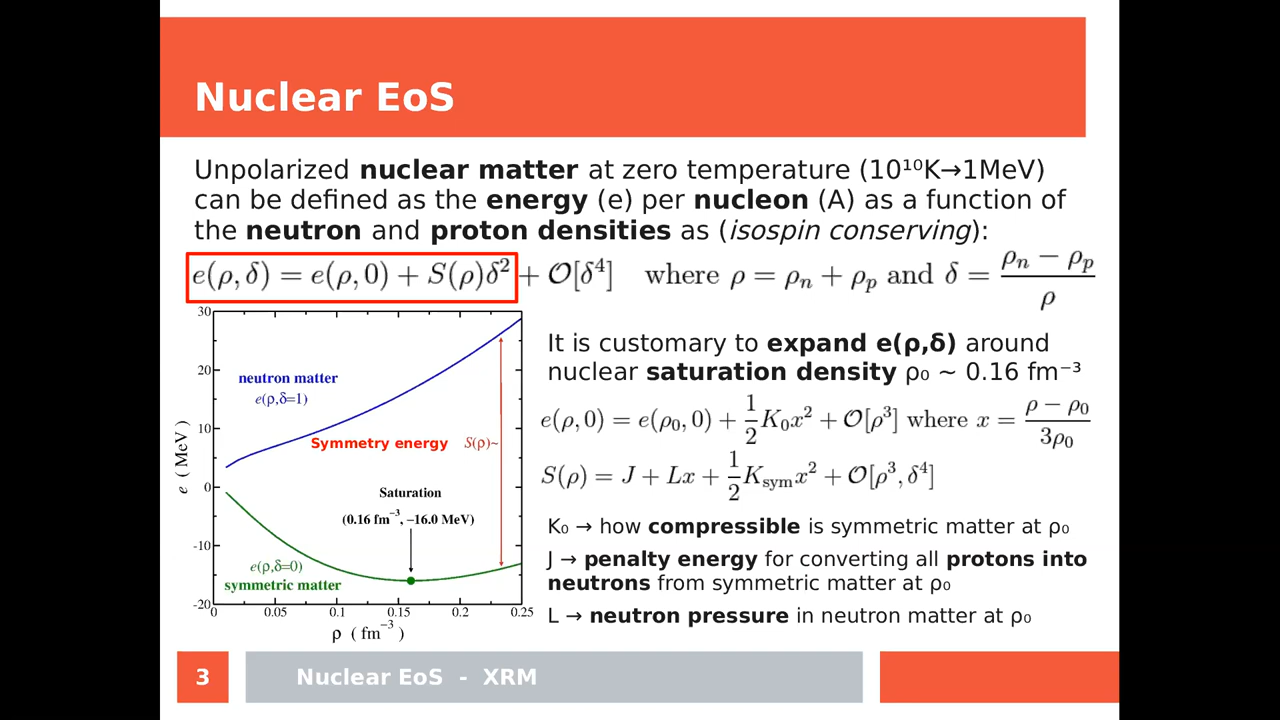 Nuclear EoS
Unpolarized nuclear matter at zero temperature (10¹⁰K→1MeV)
can be defined as the energy (e) per nucleon (A) as a function of
the neutron and proton densities as (isospin conserving):
e(ρ, δ) = e(ρ, 0) + S(ρ)δ² + 𝒪[δ⁴] where ρ = ρₙ + ρₚ and δ = (ρₙ − ρₚ)/ρ
It is customary to expand e(ρ,δ) around
nuclear saturation density ρ₀ ~ 0.16 fm⁻³
e(ρ, 0) = e(ρ₀, 0) + 1/2 K₀x² + 𝒪[ρ³] where x = (ρ − ρ₀)/3ρ₀
S(ρ) = J + Lx + 1/2 K_sym x² + 𝒪[ρ³, δ⁴]
K₀ → how compressible is symmetric matter at ρ₀
J → penalty energy for converting all protons into
neutrons from symmetric matter at ρ₀
L → neutron pressure in neutron matter at ρ₀
30
20
10
0
-10
-20
e ( MeV )
neutron matter
e(ρ,δ=1)
Symmetry energy S(ρ)~
Saturation
(0.16 fm⁻³, −16.0 MeV)
e(ρ,δ=0)
symmetric matter
0 0.05 0.1 0.15 0.2 0.25
ρ ( fm⁻³ )
3
Nuclear EoS - XRM